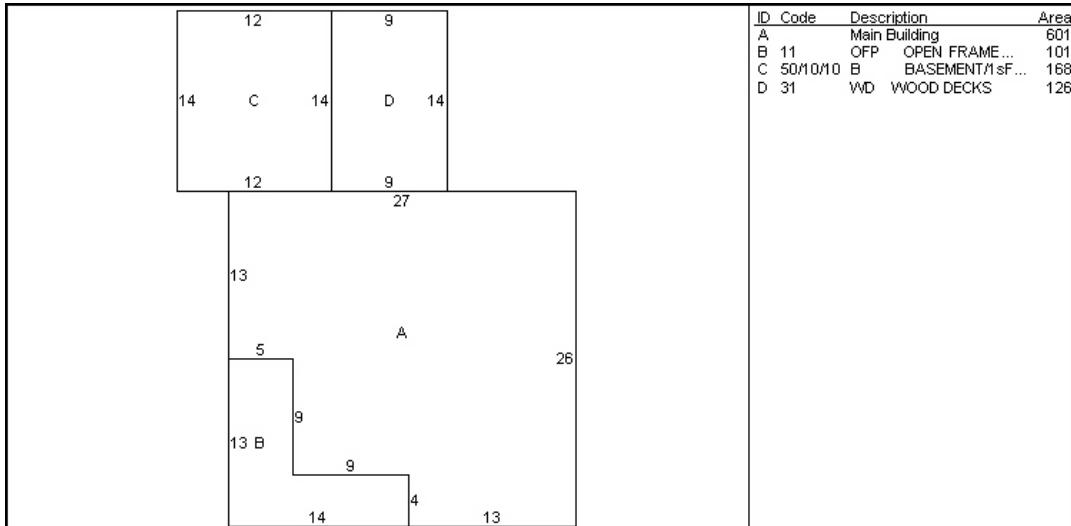 12 9
14 C 14 D 14
12 9
27
13
A
5
26
9
13 B
9
4
14 13
ID Code Description Area
A Main Building 601
B 11 OFP OPEN FRAME... 101
C 50/10/10 B BASEMENT/1sF... 168
D 31 WD WOOD DECKS 126